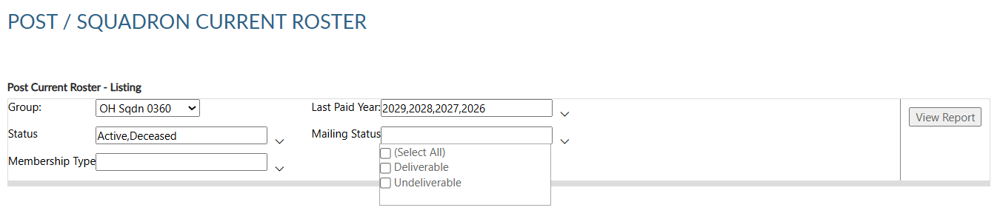 POST / SQUADRON CURRENT ROSTER
Post Current Roster - Listing
Group: OH Sqdn 0360 Last Paid Year: 2029,2028,2027,2026 View Report
Status Active,Deceased Mailing Status
(Select All)
Membership Type
Deliverable
Undeliverable